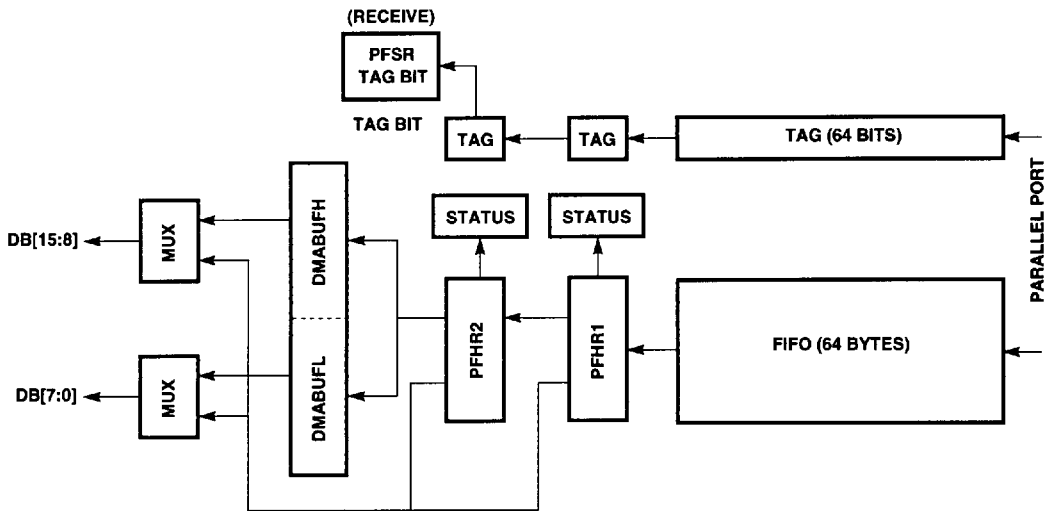 (RECEIVE)
PFSR
TAG BIT
TAG BIT
TAG
TAG
TAG (64 BITS)
PARALLEL PORT
STATUS
STATUS
DB[15:8]
MUX
DMABUFH
PFHR2
PFHR1
FIFO (64 BYTES)
DB[7:0]
MUX
DMABUFL